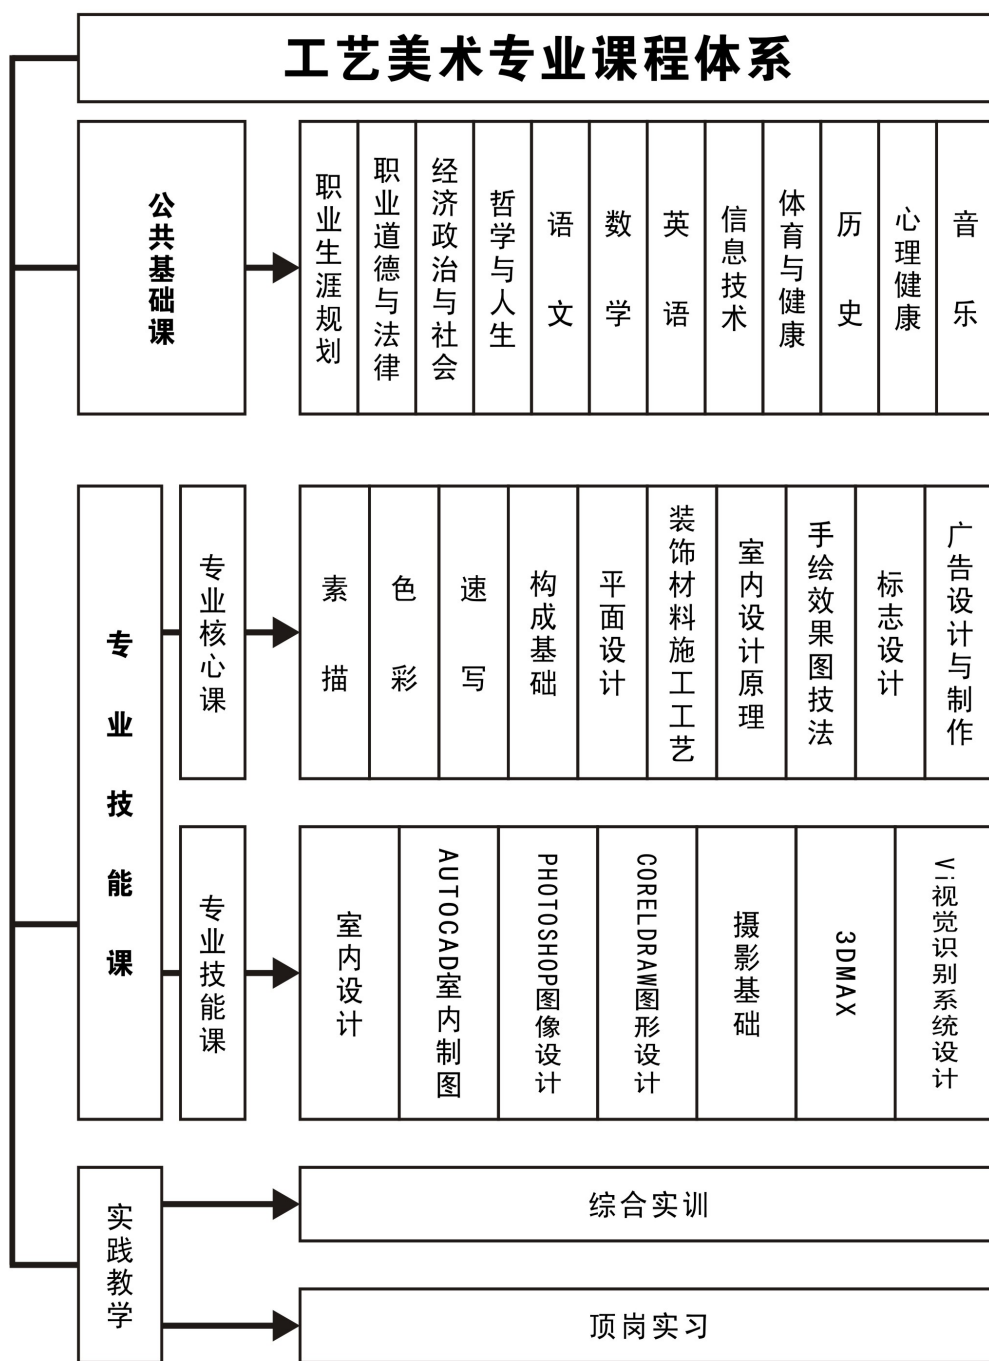 工艺美术专业课程体系
公共基础课
职业生涯规划
职业道德与法律
经济政治与社会
哲学与人生
语文
数学
英语
信息技术
体育与健康
历史
心理健康
音乐
专业技能课
专业核心课
素描
色彩
速写
构成基础
平面设计
装饰材料施工工艺
室内设计原理
手绘效果图技法
标志设计
广告设计与制作
专业技能课
室内设计
AUTOCAD室内制图
PHOTOSHOP图像设计
CORELDRAW图形设计
摄影基础
3DMAX
Vi视觉识别系统设计
实践教学
综合实训
顶岗实习